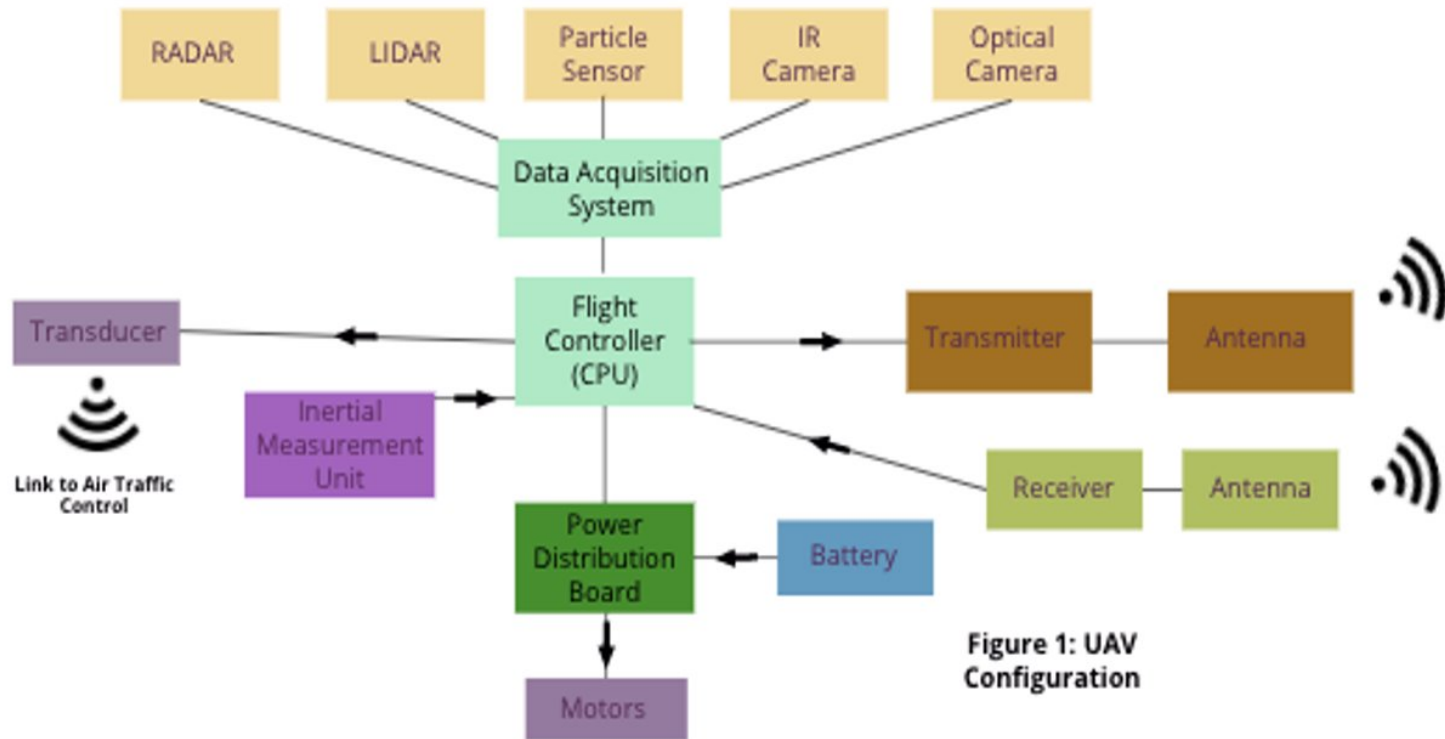 RADAR
LIDAR
Particle
Sensor
IR
Camera
Optical
Camera
Data Acquisition
System
Flight
Controller
(CPU)
Transducer
Transmitter
Antenna
Inertial
Measurement
Unit
Link to Air Traffic
Control
Receiver
Antenna
Power
Distribution
Board
Battery
Motors
Figure 1: UAV
Configuration